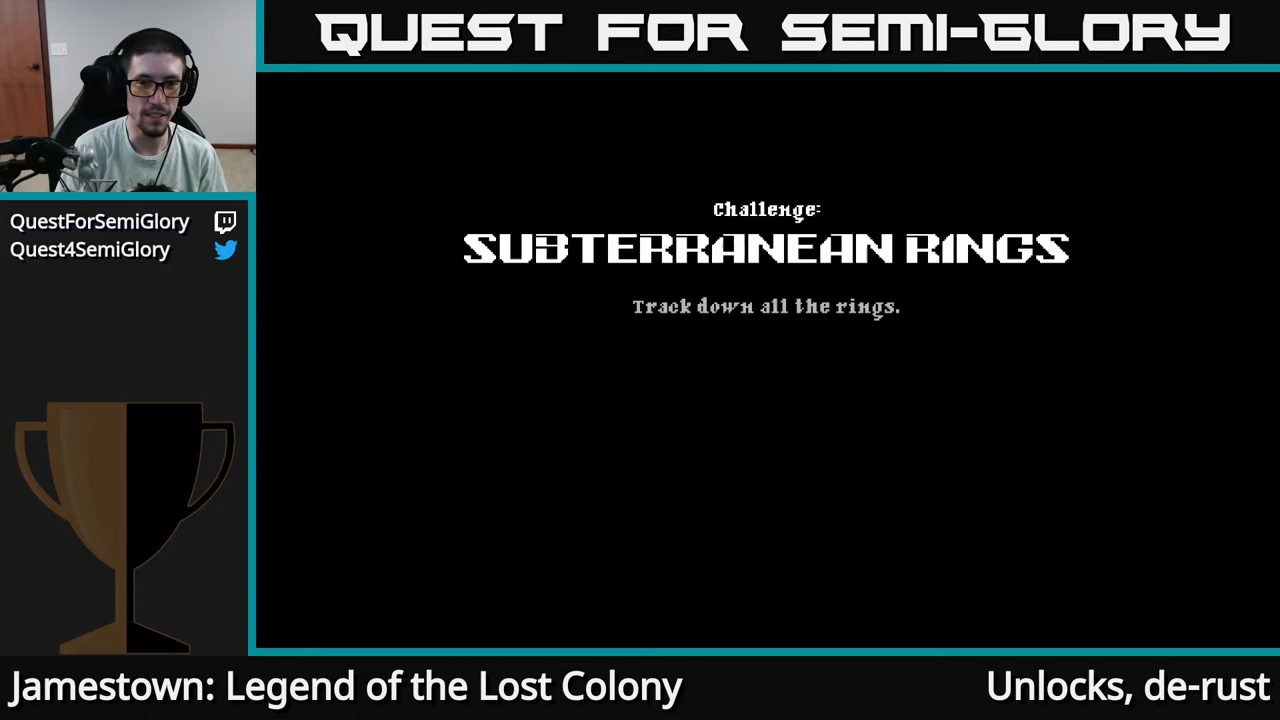 QUEST FOR SEMI-GLORY
QuestForSemiGlory
Quest4SemiGlory
Challenge:
SUBTERRANEAN RINGS
Track down all the rings.
Jamestown: Legend of the Lost Colony
Unlocks, de-rust